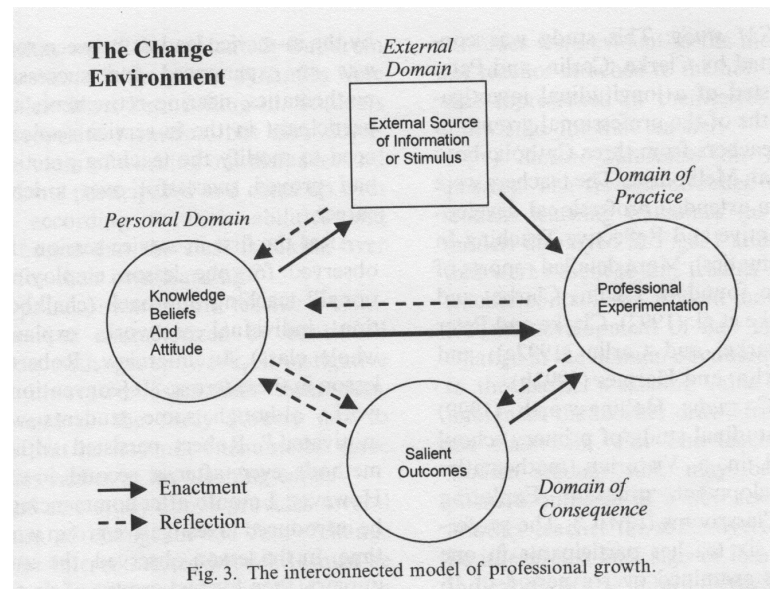 The Change
Environment
External
Domain
External Source
of Information
or Stimulus
Personal Domain
Domain of
Practice
Knowledge
Beliefs
And
Attitude
Professional
Experimentation
Salient
Outcomes
Domain of
Consequence
Enactment
Reflection
Fig. 3. The interconnected model of professional growth.